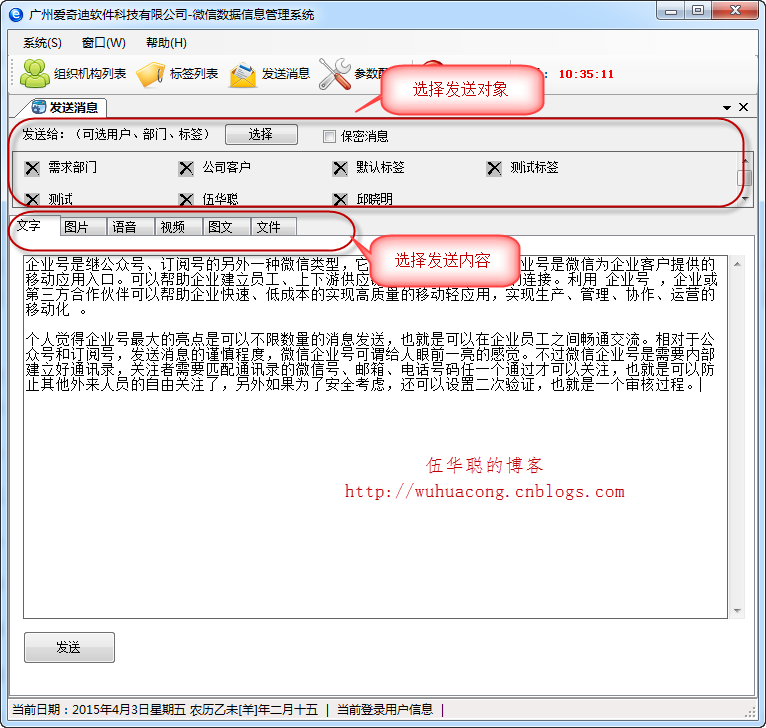 广州爱奇迪软件科技有限公司-微信数据信息管理系统
系统(S) 窗口(W) 帮助(H)
组织机构列表 标签列表 发送消息 参数配 : 10:35:11
选择发送对象
发送消息
发送给：（可选用户、部门、标签） 选择 保密消息
需求部门 公司客户 默认标签 测试标签
测试 伍华聪 邱晓明
文字 图片 语音 视频 图文 文件
选择发送内容
企业号是继公众号、订阅号的另外一种微信类型，它 业号是微信为企业客户提供的
移动应用入口。可以帮助企业建立员工、上下游供应 的连接。利用 企业号 ，企业或
第三方合作伙伴可以帮助企业快速、低成本的实现高质量的移动轻应用，实现生产、管理、协作、运营的
移动化 。
个人觉得企业号最大的亮点是可以不限数量的消息发送，也就是可以在企业员工之间畅通交流。相对于公
众号和订阅号，发送消息的谨慎程度，微信企业号可谓给人眼前一亮的感觉。不过微信企业号是需要内部
建立好通讯录，关注者需要匹配通讯录的微信号、邮箱、电话号码任一个通过才可以关注，也就是可以防
止其他外来人员的自由关注了，另外如果为了安全考虑，还可以设置二次验证，也就是一个审核过程。
伍华聪的博客
http://wuhuacong.cnblogs.com
发送
当前日期：2015年4月3日星期五 农历乙未[羊]年二月十五 | 当前登录用户信息 |